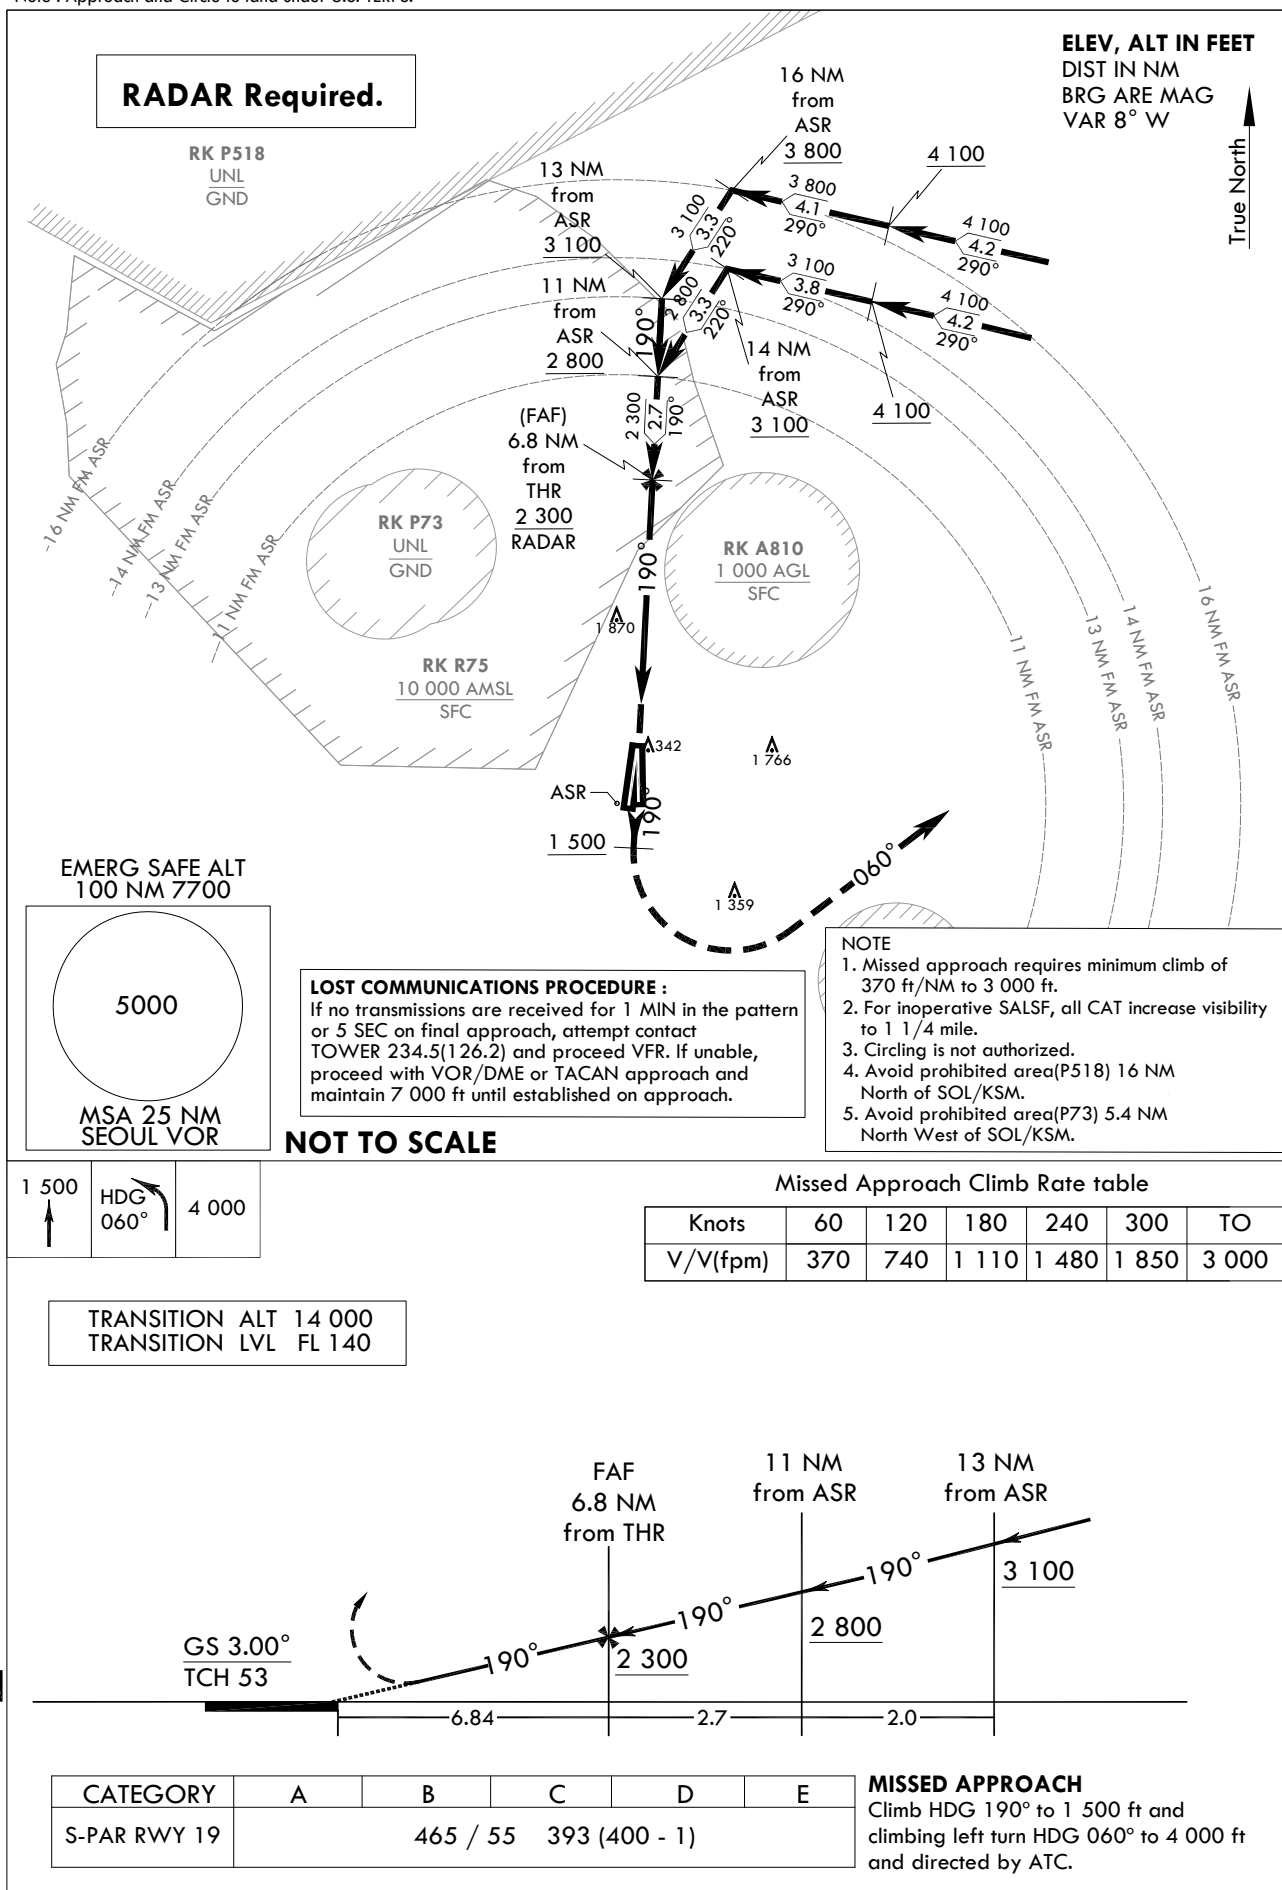 RADAR Required.
ELEV, ALT IN FEET
DIST IN NM
BRG ARE MAG
VAR 8° W
True North
RK P518
UNL
GND
16 NM
from
ASR
3 800
4 100
3 800
4.1
290°
4 100
4.2
290°
13 NM
from
ASR
3 100
3 100
3.3
220°
11 NM
from
ASR
2 800
190°
2 800
3.3
220°
3 100
3.8
290°
4 100
4.2
290°
14 NM
from
ASR
3 100
4 100
(FAF)
6.8 NM
from
THR
2 300
RADAR
2 300
2.7
190°
16 NM FM ASR
14 NM FM ASR
13 NM FM ASR
11 NM FM ASR
RK P73
UNL
GND
RK A810
1 000 AGL
SFC
190°
1 870
RK R75
10 000 AMSL
SFC
11 NM FM ASR
13 NM FM ASR
14 NM FM ASR
16 NM FM ASR
342
1 766
ASR
190°
1 500
060°
1 359
EMERG SAFE ALT
100 NM 7700
5000
MSA 25 NM
SEOUL VOR
LOST COMMUNICATIONS PROCEDURE :
If no transmissions are received for 1 MIN in the pattern
or 5 SEC on final approach, attempt contact
TOWER 234.5(126.2) and proceed VFR. If unable,
proceed with VOR/DME or TACAN approach and
maintain 7 000 ft until established on approach.
NOTE
1. Missed approach requires minimum climb of
370 ft/NM to 3 000 ft.
2. For inoperative SALSF, all CAT increase visibility
to 1 1/4 mile.
3. Circling is not authorized.
4. Avoid prohibited area(P518) 16 NM
North of SOL/KSM.
5. Avoid prohibited area(P73) 5.4 NM
North West of SOL/KSM.
NOT TO SCALE
1 500
HDG
060°
4 000
Missed Approach Climb Rate table
Knots 60 120 180 240 300 TO
V/V(fpm) 370 740 1 110 1 480 1 850 3 000
TRANSITION ALT 14 000
TRANSITION LVL FL 140
FAF
6.8 NM
from THR
11 NM
from ASR
13 NM
from ASR
190°
3 100
190°
2 800
190°
2 300
GS 3.00°
TCH 53
6.84
2.7
2.0
CATEGORY A B C D E
S-PAR RWY 19 465 / 55 393 (400 - 1)
MISSED APPROACH
Climb HDG 190° to 1 500 ft and
climbing left turn HDG 060° to 4 000 ft
and directed by ATC.